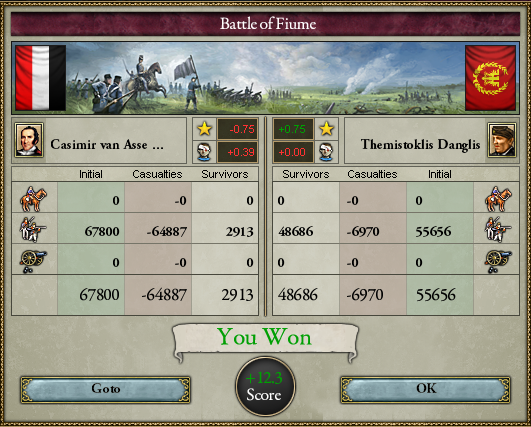 Battle of Fiume
-0.75 +0.75
Casimir van Asse ... Themistoklis Danglis
+0.39 +0.00
Initial Casualties Survivors Survivors Casualties Initial
0 -0 0 0 -0 0
67800 -64887 2913 48686 -6970 55656
0 -0 0 0 -0 0
67800 -64887 2913 48686 -6970 55656
You Won
+12.3
Score
Goto OK